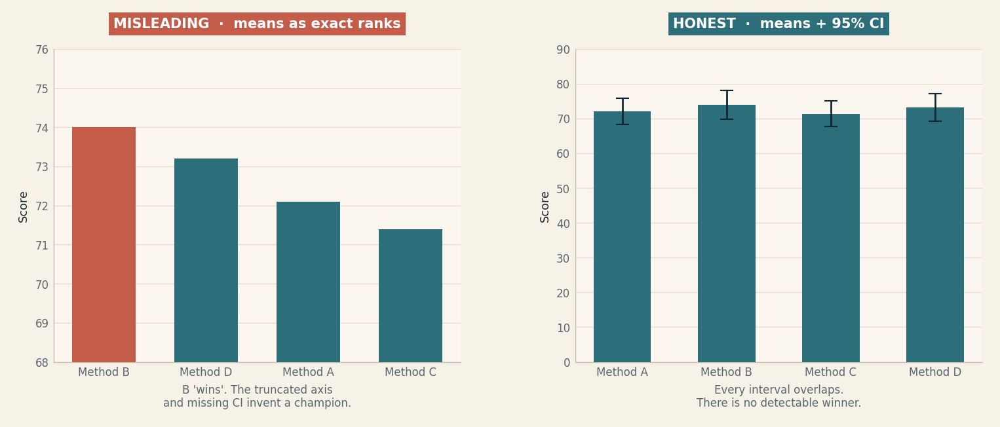 MISLEADING · means as exact ranks
76
75
74
73
72
71
70
69
68
Score
Method B Method D Method A Method C
B 'wins'. The truncated axis
and missing CI invent a champion.
HONEST · means + 95% CI
90
80
70
60
50
40
30
20
10
0
Score
Method A Method B Method C Method D
Every interval overlaps.
There is no detectable winner.